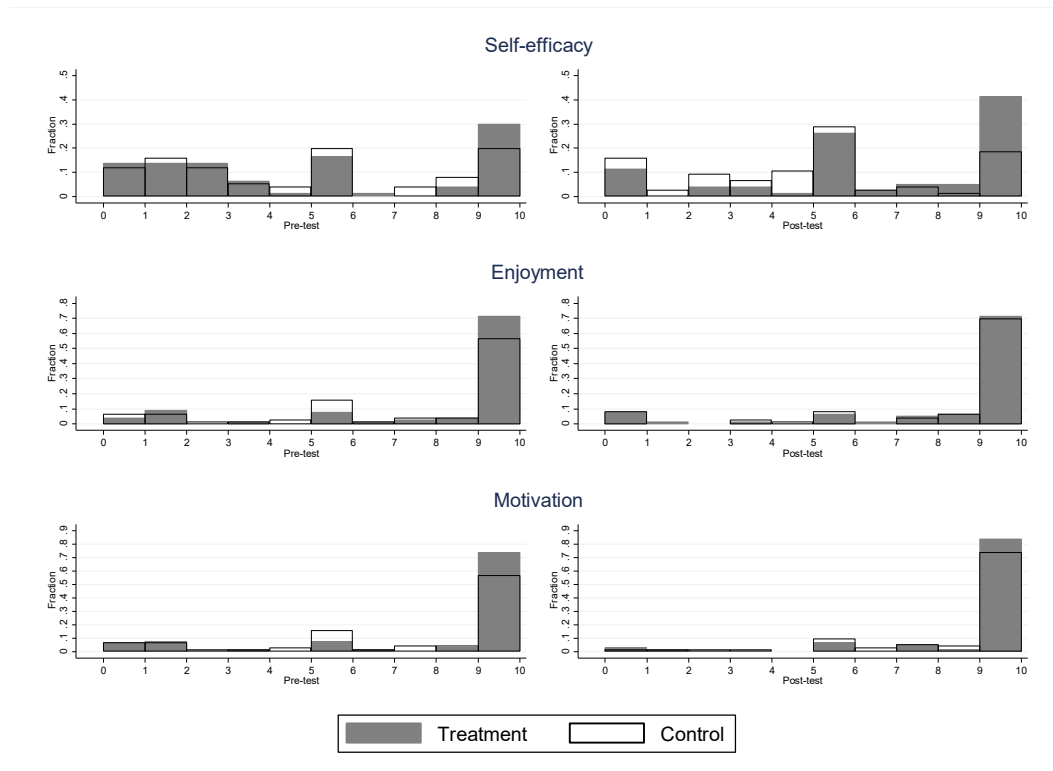 Self-efficacy
Fraction
0 .1 .2 .3 .4 .5
0 1 2 3 4 5 6 7 8 9 10
Pre-test
Fraction
0 .1 .2 .3 .4 .5
0 1 2 3 4 5 6 7 8 9 10
Post-test
Enjoyment
Fraction
0 .1 .2 .3 .4 .5 .6 .7 .8
0 1 2 3 4 5 6 7 8 9 10
Pre-test
Fraction
0 .1 .2 .3 .4 .5 .6 .7 .8
0 1 2 3 4 5 6 7 8 9 10
Post-test
Motivation
Fraction
0 .1 .2 .3 .4 .5 .6 .7 .8 .9
0 1 2 3 4 5 6 7 8 9 10
Pre-test
Fraction
0 .1 .2 .3 .4 .5 .6 .7 .8 .9
0 1 2 3 4 5 6 7 8 9 10
Post-test
Treatment Control